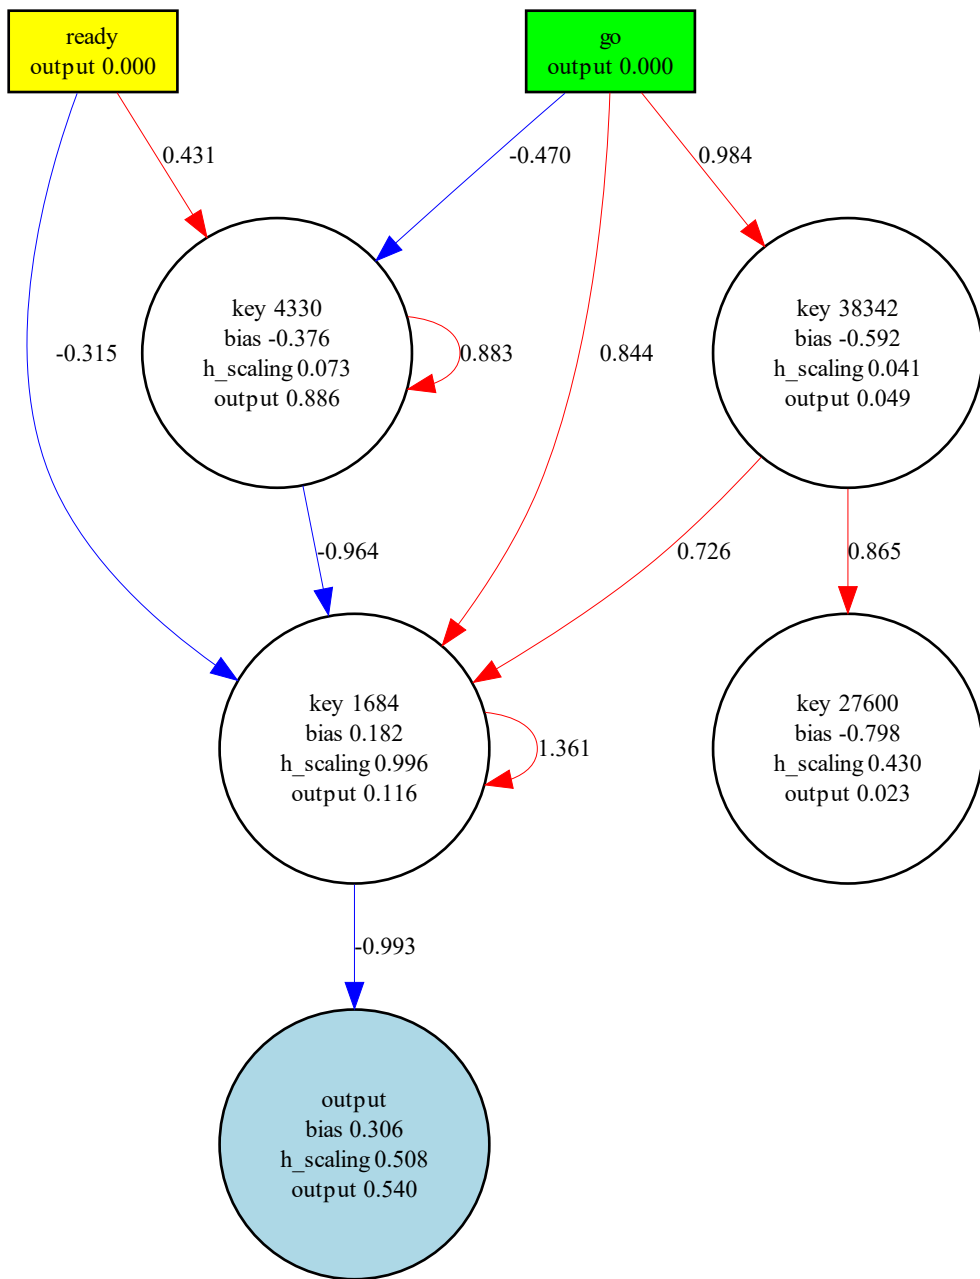 ready
output 0.000
go
output 0.000
0.431
-0.470
0.984
key 4330
bias -0.376
h_scaling 0.073
output 0.886
key 38342
bias -0.592
h_scaling 0.041
output 0.049
-0.315
0.883
0.844
-0.964
0.726
0.865
key 1684
bias 0.182
h_scaling 0.996
output 0.116
1.361
key 27600
bias -0.798
h_scaling 0.430
output 0.023
-0.993
output
bias 0.306
h_scaling 0.508
output 0.540